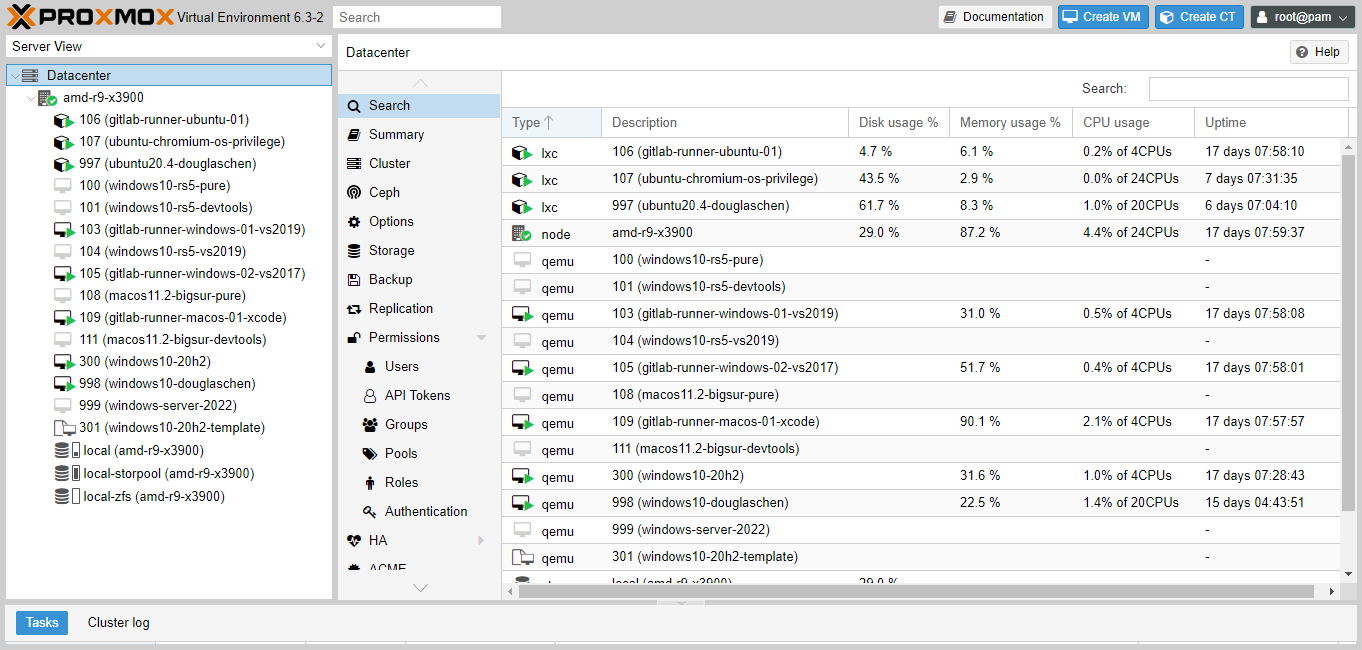 PROXMOX Virtual Environment 6.3-2 Search Documentation Create VM Create CT root@pam
Server View
Datacenter
amd-r9-x3900
106 (gitlab-runner-ubuntu-01)
107 (ubuntu-chromium-os-privilege)
997 (ubuntu20.4-douglaschen)
100 (windows10-rs5-pure)
101 (windows10-rs5-devtools)
103 (gitlab-runner-windows-01-vs2019)
104 (windows10-rs5-vs2019)
105 (gitlab-runner-windows-02-vs2017)
108 (macos11.2-bigsur-pure)
109 (gitlab-runner-macos-01-xcode)
111 (macos11.2-bigsur-devtools)
300 (windows10-20h2)
998 (windows10-douglaschen)
999 (windows-server-2022)
301 (windows10-20h2-template)
local (amd-r9-x3900)
local-storpool (amd-r9-x3900)
local-zfs (amd-r9-x3900)
Datacenter Help
Search
Summary
Cluster
Ceph
Options
Storage
Backup
Replication
Permissions
Users
API Tokens
Groups
Pools
Roles
Authentication
HA
ACME
Search:
Type Description Disk usage % Memory usage % CPU usage Uptime
lxc 106 (gitlab-runner-ubuntu-01) 4.7 % 6.1 % 0.2% of 4CPUs 17 days 07:58:10
lxc 107 (ubuntu-chromium-os-privilege) 43.5 % 2.9 % 0.0% of 24CPUs 7 days 07:31:35
lxc 997 (ubuntu20.4-douglaschen) 61.7 % 8.3 % 1.0% of 20CPUs 6 days 07:04:10
node amd-r9-x3900 29.0 % 87.2 % 4.4% of 24CPUs 17 days 07:59:37
qemu 100 (windows10-rs5-pure) -
qemu 101 (windows10-rs5-devtools) -
qemu 103 (gitlab-runner-windows-01-vs2019) 31.0 % 0.5% of 4CPUs 17 days 07:58:08
qemu 104 (windows10-rs5-vs2019) -
qemu 105 (gitlab-runner-windows-02-vs2017) 51.7 % 0.4% of 4CPUs 17 days 07:58:01
qemu 108 (macos11.2-bigsur-pure) -
qemu 109 (gitlab-runner-macos-01-xcode) 90.1 % 2.1% of 4CPUs 17 days 07:57:57
qemu 111 (macos11.2-bigsur-devtools) -
qemu 300 (windows10-20h2) 31.6 % 1.0% of 4CPUs 17 days 07:28:43
qemu 998 (windows10-douglaschen) 22.5 % 1.4% of 20CPUs 15 days 04:43:51
qemu 999 (windows-server-2022) -
qemu 301 (windows10-20h2-template) -
local (amd-r9-x3900) 29.0 %
Tasks Cluster log